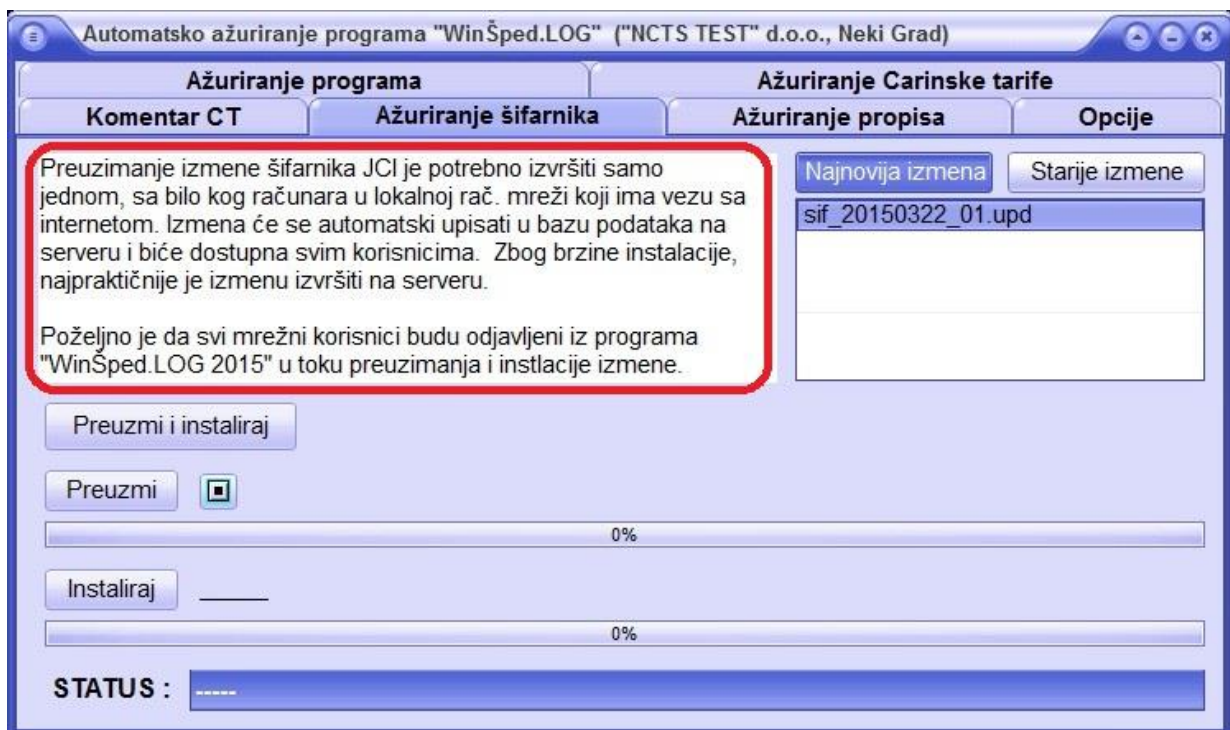 Automatsko ažuriranje programa "WinŠped.LOG" ("NCTS TEST" d.o.o., Neki Grad)
Ažuriranje programa
Ažuriranje Carinske tarife
Komentar CT
Ažuriranje šifarnika
Ažuriranje propisa
Opcije
Preuzimanje izmene šifarnika JCI je potrebno izvršiti samo
jednom, sa bilo kog računara u lokalnoj rač. mreži koji ima vezu sa
internetom. Izmena će se automatski upisati u bazu podataka na
serveru i biće dostupna svim korisnicima.  Zbog brzine instalacije,
najpraktičnije je izmenu izvršiti na serveru.
Poželjno je da svi mrežni korisnici budu odjavljeni iz programa
"WinŠped.LOG 2015" u toku preuzimanja i instlacije izmene.
Najnovija izmena
Starije izmene
sif_20150322_01.upd
Preuzmi i instaliraj
Preuzmi
0%
Instaliraj
0%
STATUS : -----